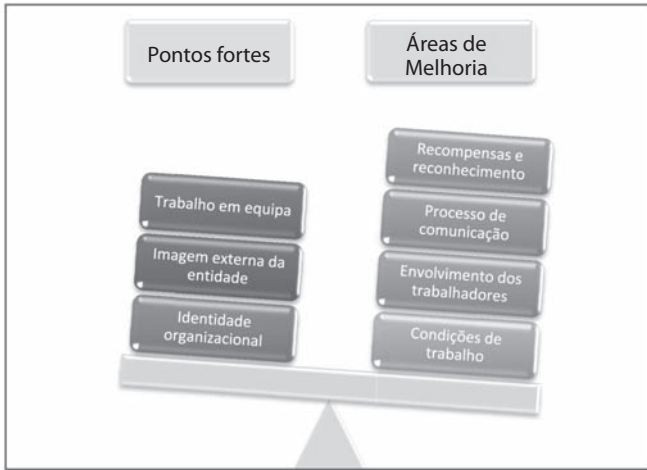 Pontos fortes
Áreas de
Melhoria
Trabalho em equipa
Imagem externa da
entidade
Identidade
organizacional
Recompensas e
reconhecimento
Processo de
comunicação
Envolvimento dos
trabalhadores
Condições de
trabalho